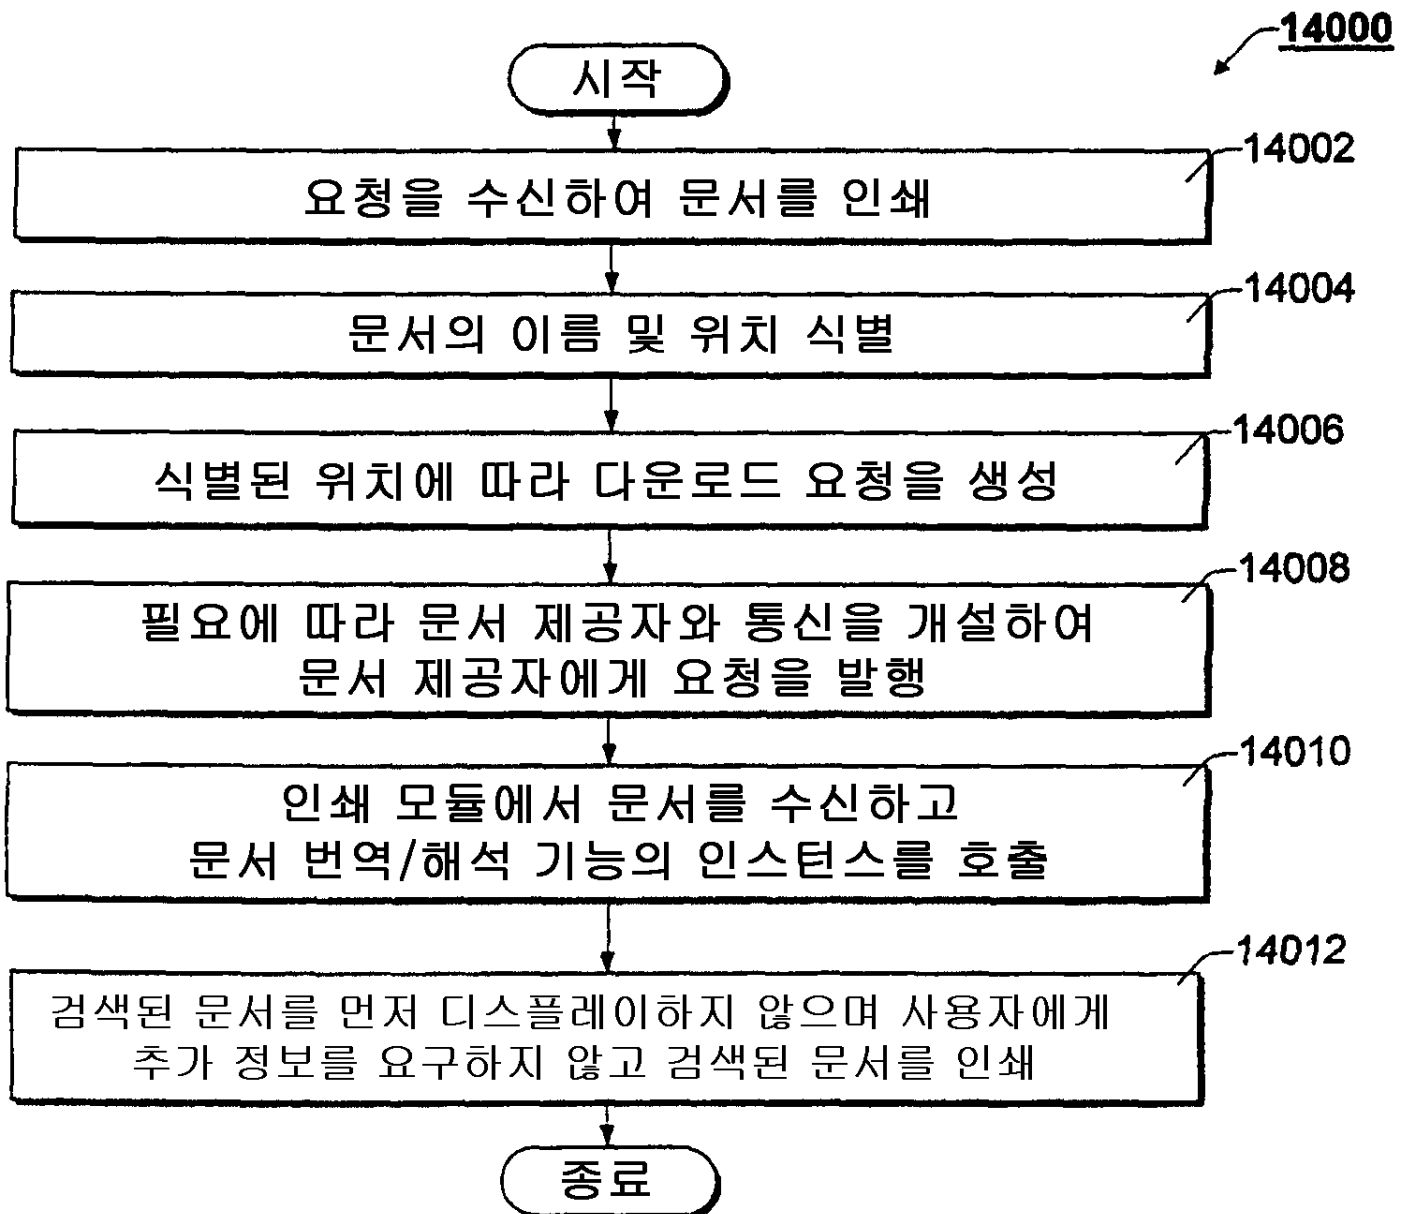 14000
시작
14002
요청을 수신하여 문서를 인쇄
14004
문서의 이름 및 위치 식별
14006
식별된 위치에 따라 다운로드 요청을 생성
14008
필요에 따라 문서 제공자와 통신을 개설하여
문서 제공자에게 요청을 발행
14010
인쇄 모듈에서 문서를 수신하고
문서 번역/해석 기능의 인스턴스를 호출
14012
검색된 문서를 먼저 디스플레이하지 않으며 사용자에게
추가 정보를 요구하지 않고 검색된 문서를 인쇄
종료